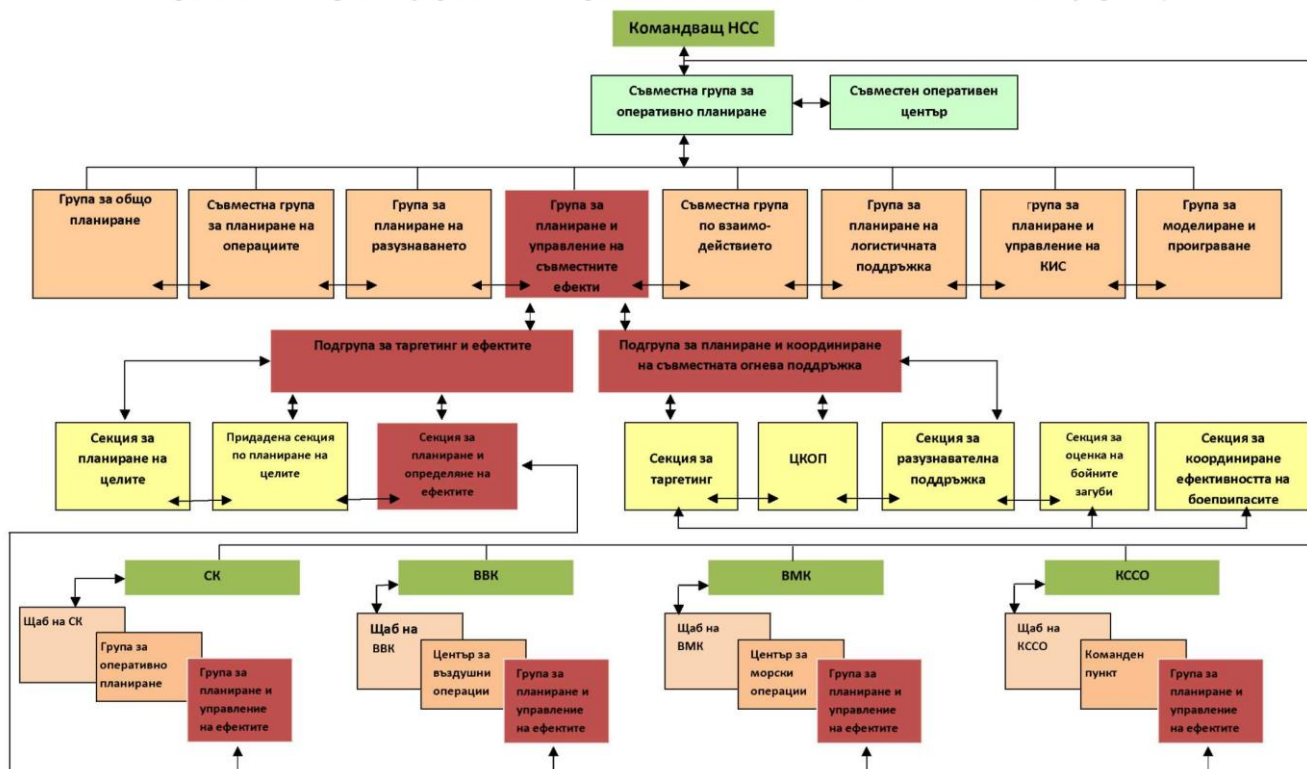 Командващ НСС
Съвместна група за
оперативно планиране
Съвместен оперативен
център
Група за общо
планиране
Съвместна група
за планиране на
операциите
Група за
планиране на
разузнаването
Група за
планиране и
управление на
съвместните
ефекти
Съвместна група
по взаимо-
действието
Група за
планиране на
логистичната
поддръжка
група за
планиране и
управление на
КИС
Група за
моделиране и
проиграване
Подгрупа за таргетинг и ефектите
Подгрупа за планиране и координиране
на съвместната огнева поддръжка
Секция за
планиране на
целите
Придадена секция
по планиране на
целите
Секция за
планиране и
определяне на
ефектите
Секция за
таргетинг
ЦКОП
Секция за
разузнавателна
поддръжка
Секция за
оценка на
бойните
загуби
Секция за
координиране
ефективността на
боеприпасите
СК
ВВК
ВМК
КССО
Щаб на СК
Група за
оперативно
планиране
Група за
планиране и
управление
на ефектите
Щаб на
ВВК
Център за
въздушни
операции
Група за
планиране и
управление
на ефектите
Щаб на
ВМК
Център за
морски
операции
Група за
планиране и
управление
на ефектите
Щаб на
КССО
Команден
пункт
Група за
планиране и
управление
на ефектите